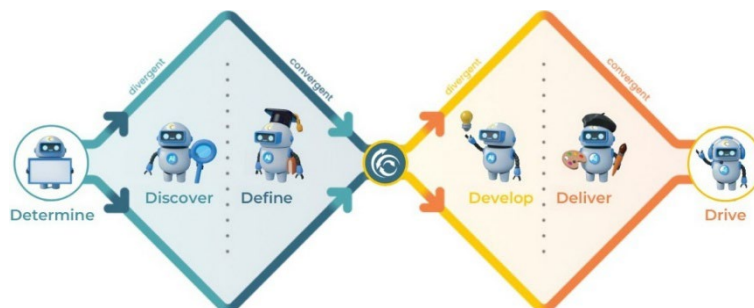 divergent
convergent
divergent
convergent
Determine
Discover
Define
Develop
Deliver
Drive